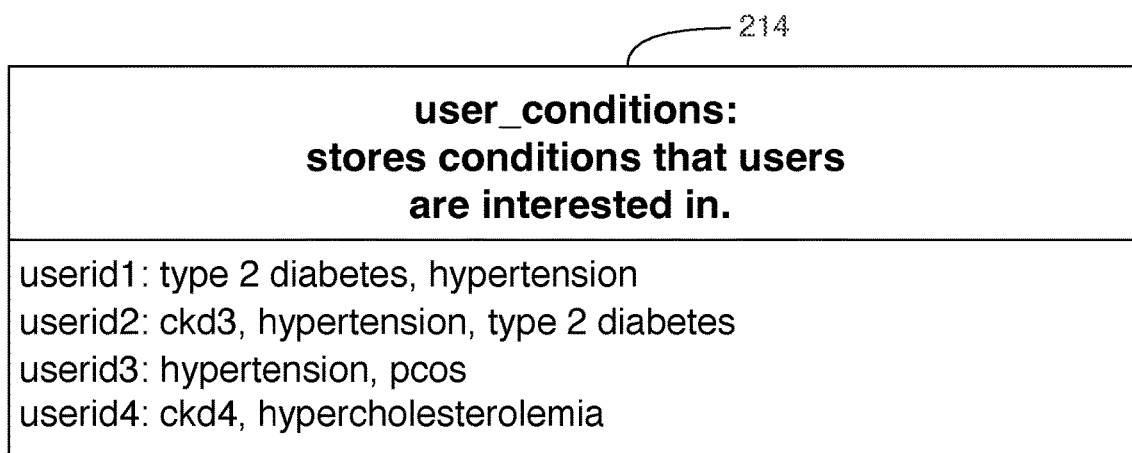 214
user_conditions:
stores conditions that users
are interested in.
userid1: type 2 diabetes, hypertension
userid2: ckd3, hypertension, type 2 diabetes
userid3: hypertension, pcos
userid4: ckd4, hypercholesterolemia